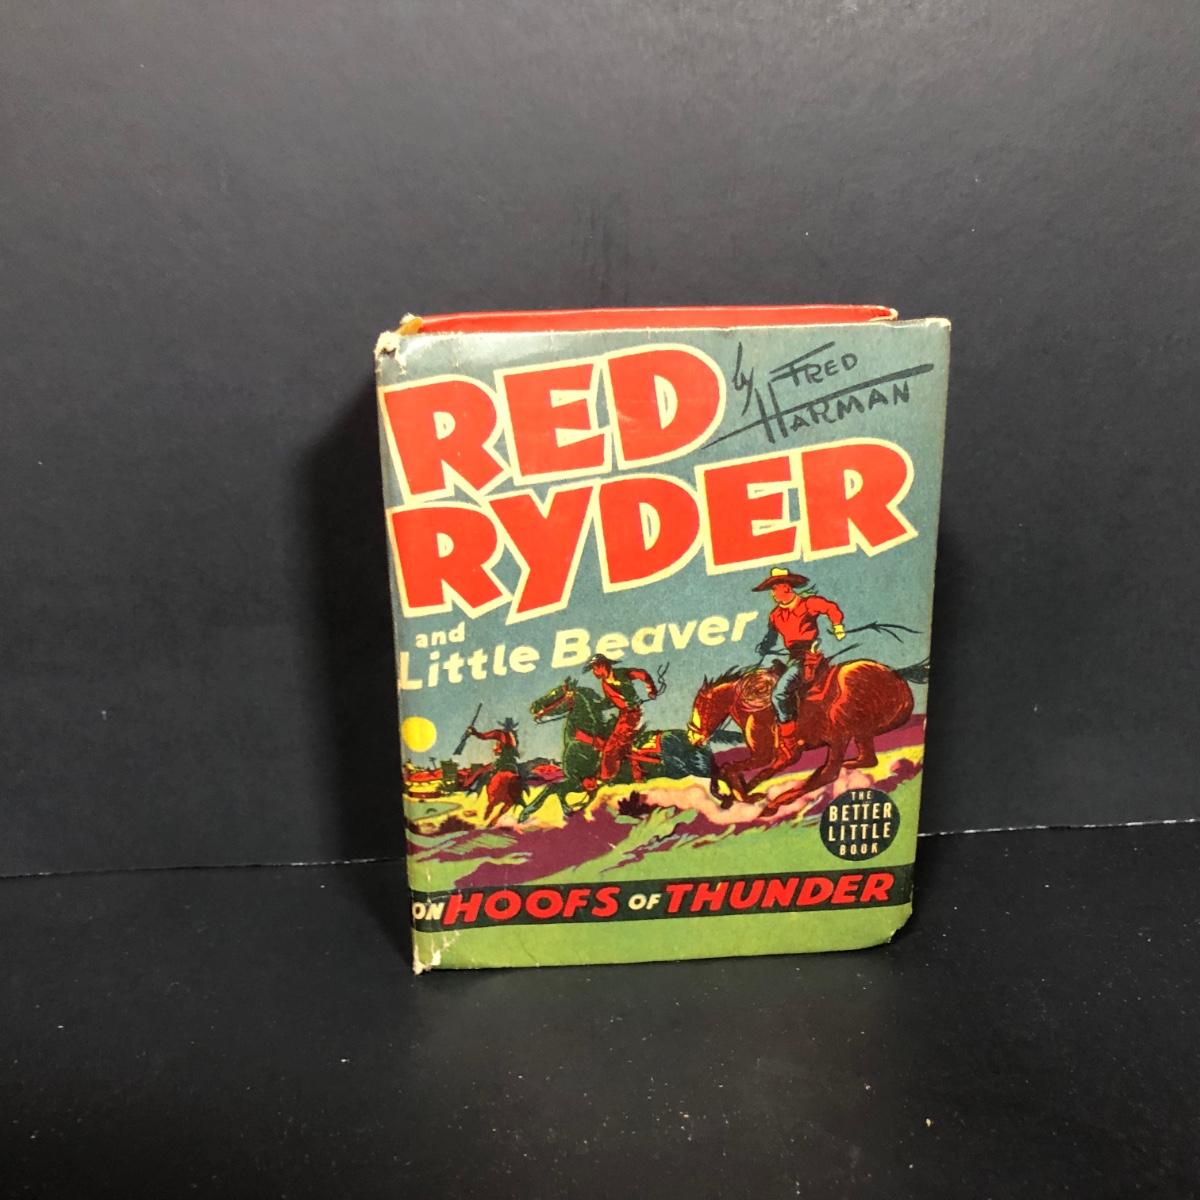 RED
by FRED
HARMAN
RYDER
and
Little Beaver
THE
BETTER
LITTLE
BOOK
ON HOOFS OF THUNDER